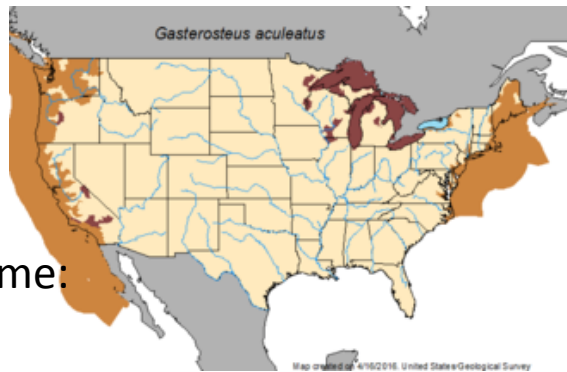 Gasterosteus aculeatus
me:
Map created on 4/16/2016. United States Geological Survey